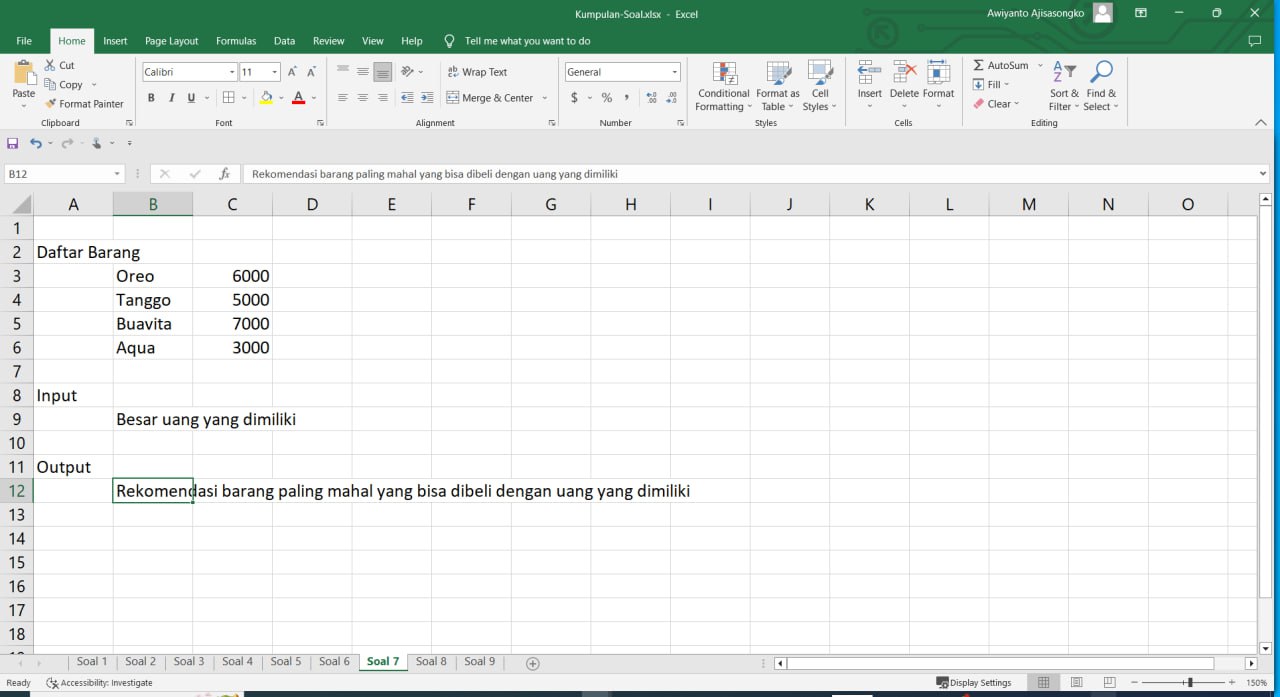 Kumpulan-Soal.xlsx - Excel
Awiyanto Ajisasongko
File Home Insert Page Layout Formulas Data Review View Help Tell me what you want to do
Paste
Cut
Copy
Format Painter
Clipboard
Calibri 11
B I U
Font
Wrap Text
Merge & Center
Alignment
General
$ % ,
Number
Conditional Formatting
Format as Table
Cell Styles
Styles
Insert Delete Format
Cells
AutoSum
Fill
Clear
Sort & Filter
Find & Select
Editing
B12
fx
Rekomendasi barang paling mahal yang bisa dibeli dengan uang yang dimiliki
A B C D E F G H I J K L M N O
1
2 Daftar Barang
3 Oreo 6000
4 Tanggo 5000
5 Buavita 7000
6 Aqua 3000
7
8 Input
9 Besar uang yang dimiliki
10
11 Output
12 Rekomendasi barang paling mahal yang bisa dibeli dengan uang yang dimiliki
13
14
15
16
17
18
Soal 1 Soal 2 Soal 3 Soal 4 Soal 5 Soal 6 Soal 7 Soal 8 Soal 9
Ready Accessibility: Investigate Display Settings 150%